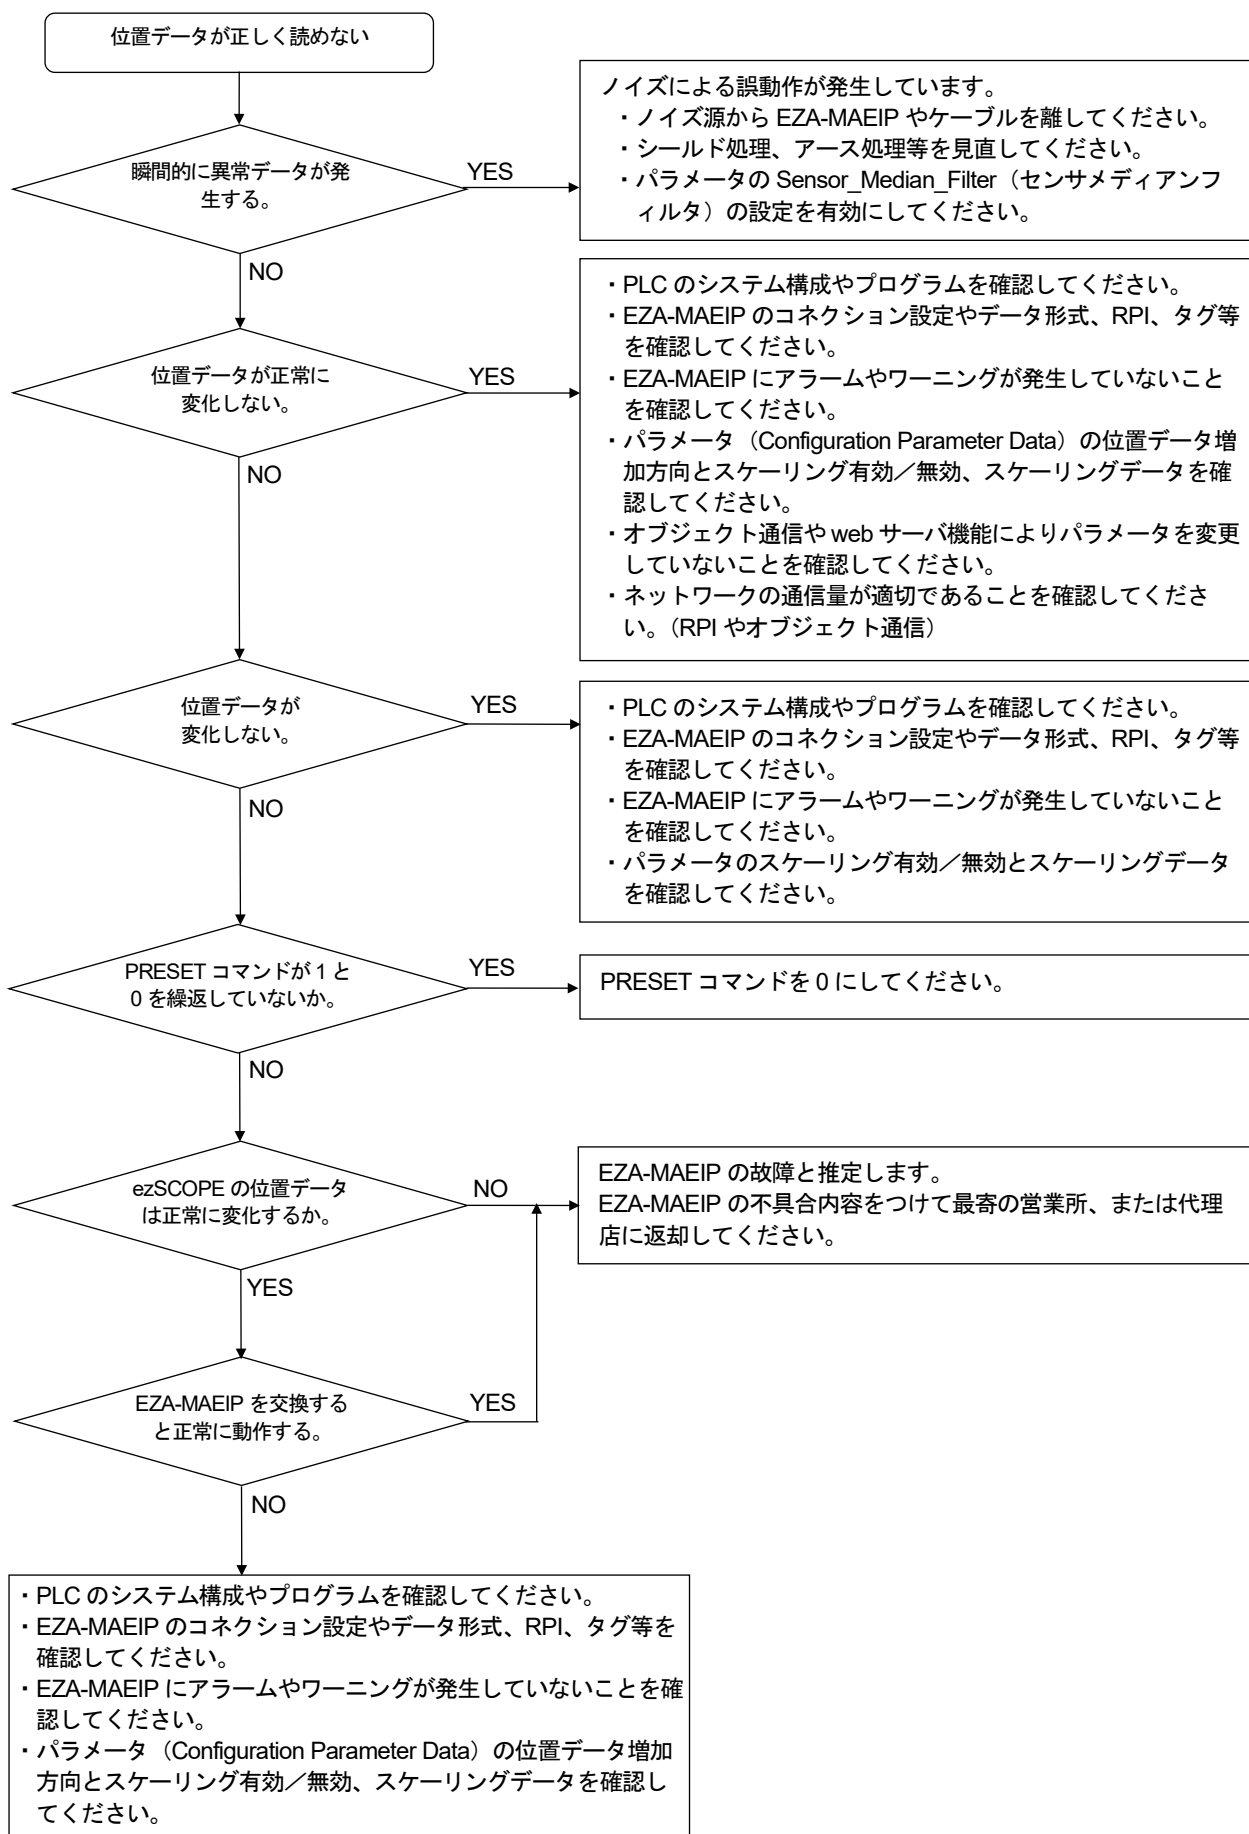 位置データが正しく読めない
瞬間的に異常データが発
生する。
YES
ノイズによる誤動作が発生しています。
・ノイズ源から EZA-MAEIP やケーブルを離してください。
・シールド処理、アース処理等を見直してください。
・パラメータの Sensor_Median_Filter（センサメディアンフ
ィルタ）の設定を有効にしてください。
NO
位置データが正常に
変化しない。
YES
・PLC のシステム構成やプログラムを確認してください。
・EZA-MAEIP のコネクション設定やデータ形式、RPI、タグ等
を確認してください。
・EZA-MAEIP にアラームやワーニングが発生していないこと
を確認してください。
・パラメータ（Configuration Parameter Data）の位置データ増
加方向とスケーリング有効／無効、スケーリングデータを確
認してください。
・オブジェクト通信や web サーバ機能によりパラメータを変更
していないことを確認してください。
・ネットワークの通信量が適切であることを確認してくださ
い。（RPI やオブジェクト通信）
NO
位置データが
変化しない。
YES
・PLC のシステム構成やプログラムを確認してください。
・EZA-MAEIP のコネクション設定やデータ形式、RPI、タグ等
を確認してください。
・EZA-MAEIP にアラームやワーニングが発生していないこと
を確認してください。
・パラメータのスケーリング有効／無効とスケーリングデータ
を確認してください。
NO
PRESET コマンドが 1 と
0 を繰返していないか。
YES
PRESET コマンドを 0 にしてください。
NO
ezSCOPE の位置データ
は正常に変化するか。
NO
EZA-MAEIP の故障と推定します。
EZA-MAEIP の不具合内容をつけて最寄の営業所、または代理
店に返却してください。
YES
EZA-MAEIP を交換する
と正常に動作する。
YES
NO
・PLC のシステム構成やプログラムを確認してください。
・EZA-MAEIP のコネクション設定やデータ形式、RPI、タグ等を
確認してください。
・EZA-MAEIP にアラームやワーニングが発生していないことを確
認してください。
・パラメータ（Configuration Parameter Data）の位置データ増加
方向とスケーリング有効／無効、スケーリングデータを確認し
てください。